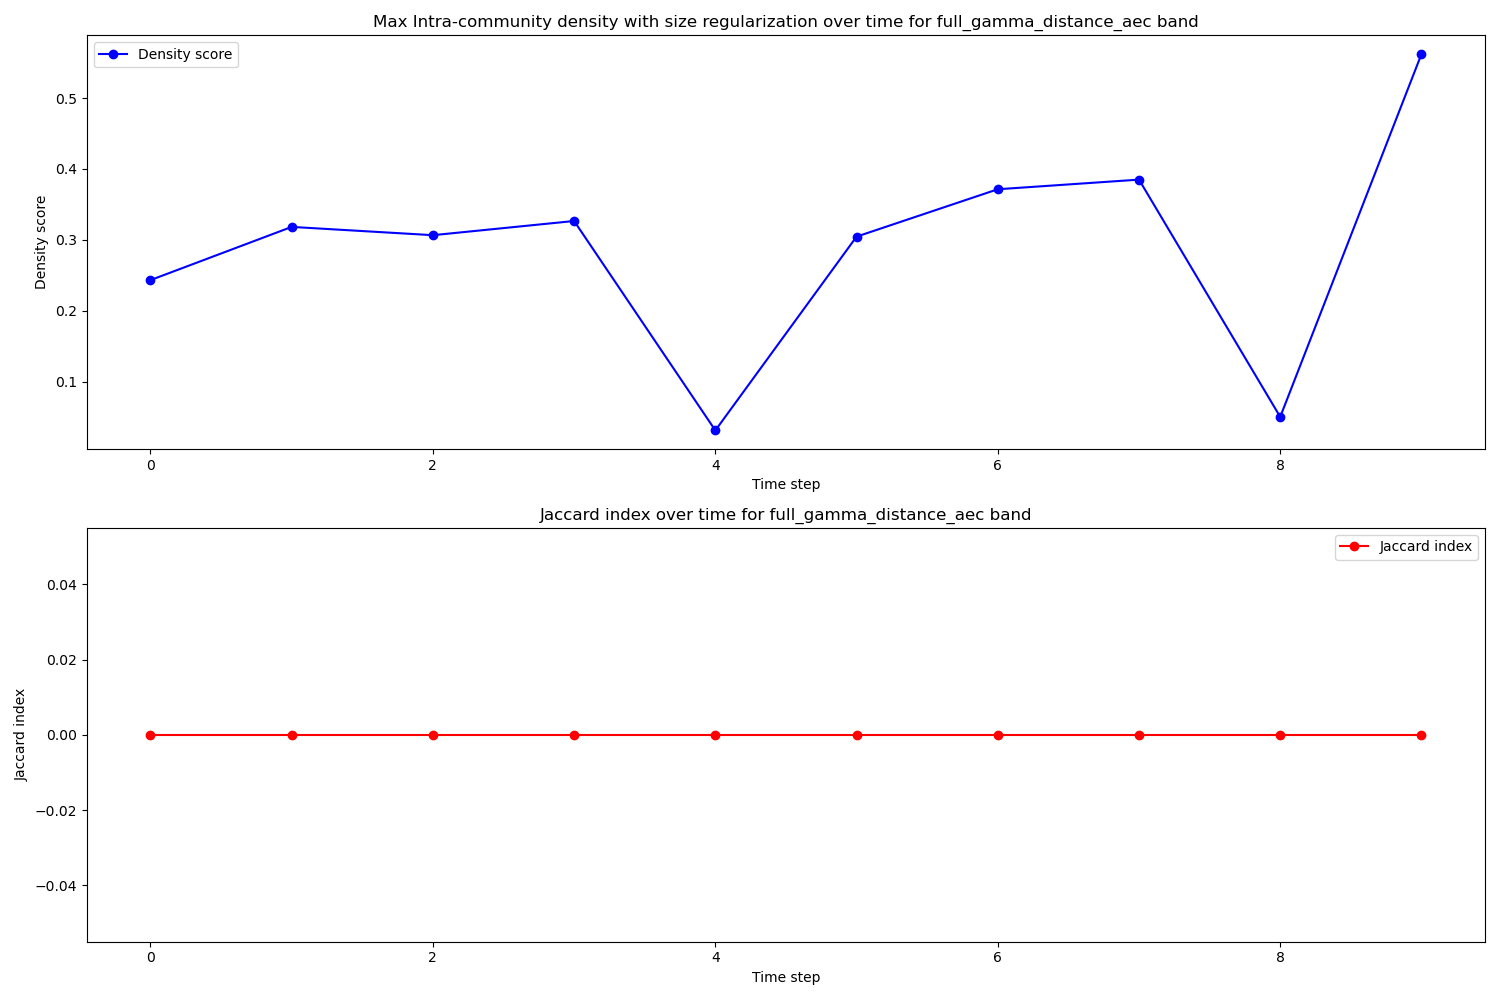 Max Intra-community density with size regularization over time for full_gamma_distance_aec band
Density score
0.5
0.4
0.3
0.2
0.1
Density score
0 2 4 6 8
Time step
Jaccard index over time for full_gamma_distance_aec band
Jaccard index
0.04
0.02
0.00
−0.02
−0.04
Jaccard index
0 2 4 6 8
Time step